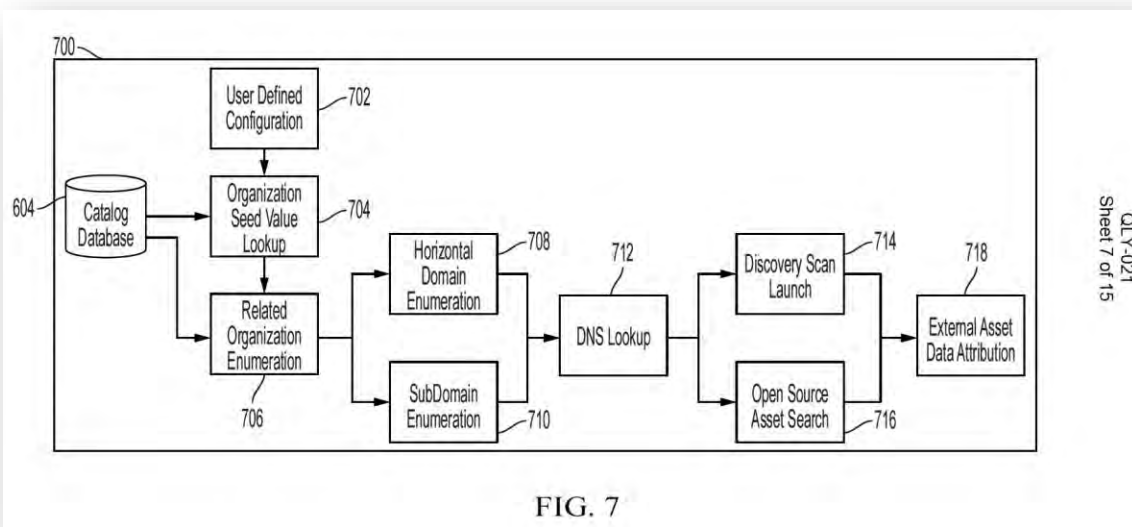 700
User Defined
Configuration
702
604
Catalog
Database
Organization
Seed Value
Lookup
704
Related
Organization
Enumeration
706
Horizontal
Domain
Enumeration
708
SubDomain
Enumeration
710
712
DNS Lookup
714
Discovery Scan
Launch
Open Source
Asset Search
716
718
External Asset
Data Attribution
QLY-021
Sheet 7 of 15
FIG. 7